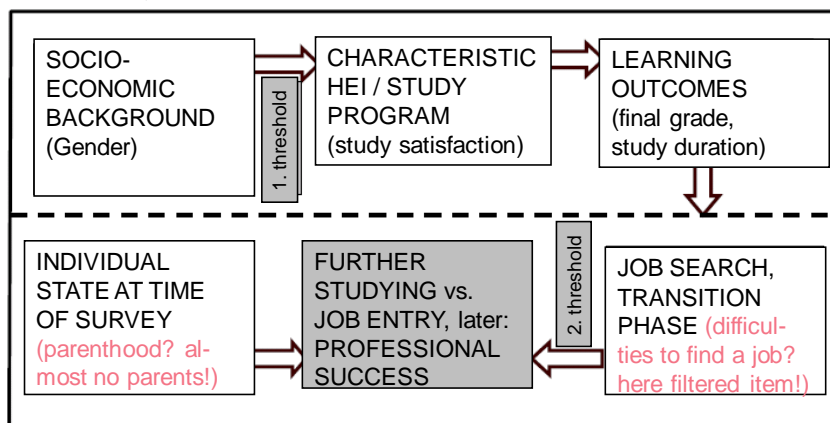 SOCIO-
ECONOMIC
BACKGROUND
(Gender)
1. threshold
CHARACTERISTIC
HEI / STUDY
PROGRAM
(study satisfaction)
LEARNING
OUTCOMES
(final grade,
study duration)
INDIVIDUAL
STATE AT TIME
OF SURVEY
(parenthood? al-
most no parents!)
FURTHER
STUDYING vs.
JOB ENTRY, later:
PROFESSIONAL
SUCCESS
2. threshold
JOB SEARCH,
TRANSITION
PHASE (difficul-
ties to find a job?
here filtered item!)